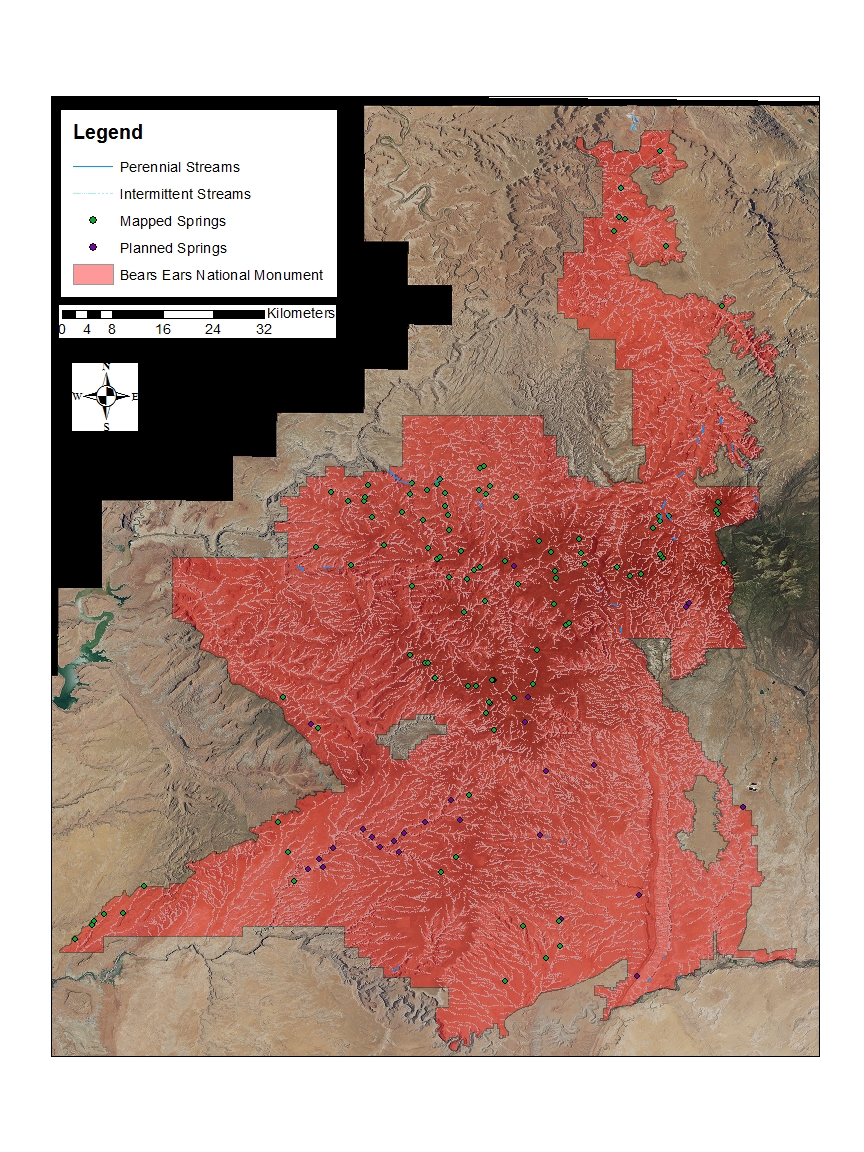 Legend
Perennial Streams
Intermittent Streams
Mapped Springs
Planned Springs
Bears Ears National Monument
Kilometers
0 4 8 16 24 32
N
W E
S